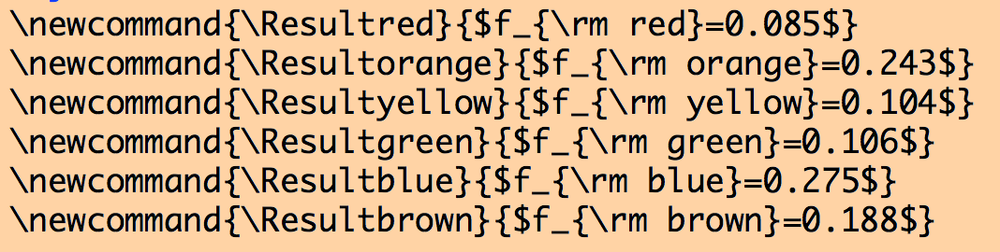 \newcommand{\Resultred}{$f_{\rm red}=0.085$}
\newcommand{\Resultorange}{$f_{\rm orange}=0.243$}
\newcommand{\Resultyellow}{$f_{\rm yellow}=0.104$}
\newcommand{\Resultgreen}{$f_{\rm green}=0.106$}
\newcommand{\Resultblue}{$f_{\rm blue}=0.275$}
\newcommand{\Resultbrown}{$f_{\rm brown}=0.188$}